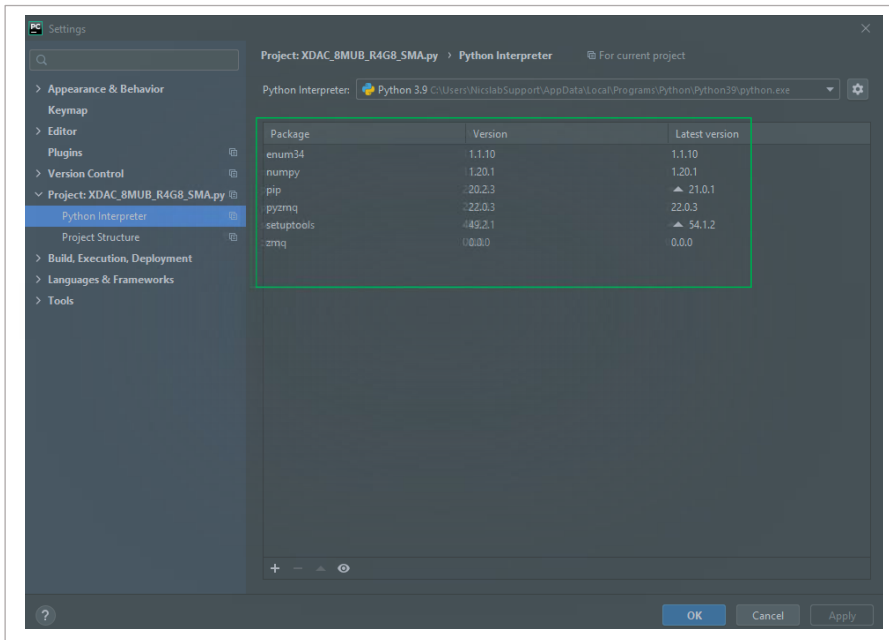 PC Settings
Project: XDAC_8MUB_R4G8_SMA.py › Python Interpreter For current project
Python Interpreter: Python 3.9 C:\Users\NicslabSupport\AppData\Local\Programs\Python\Python39\python.exe
Appearance & Behavior
Keymap
Editor
Plugins
Version Control
Project: XDAC_8MUB_R4G8_SMA.py
Python Interpreter
Project Structure
Build, Execution, Deployment
Languages & Frameworks
Tools
Package Version Latest version
enum34 1.1.10 1.1.10
numpy 1.20.1 1.20.1
pip 20.2.3 21.0.1
pyzmq 22.0.3 22.0.3
setuptools 49.2.1 54.1.2
zmq 0.0.0 0.0.0
? OK Cancel Apply